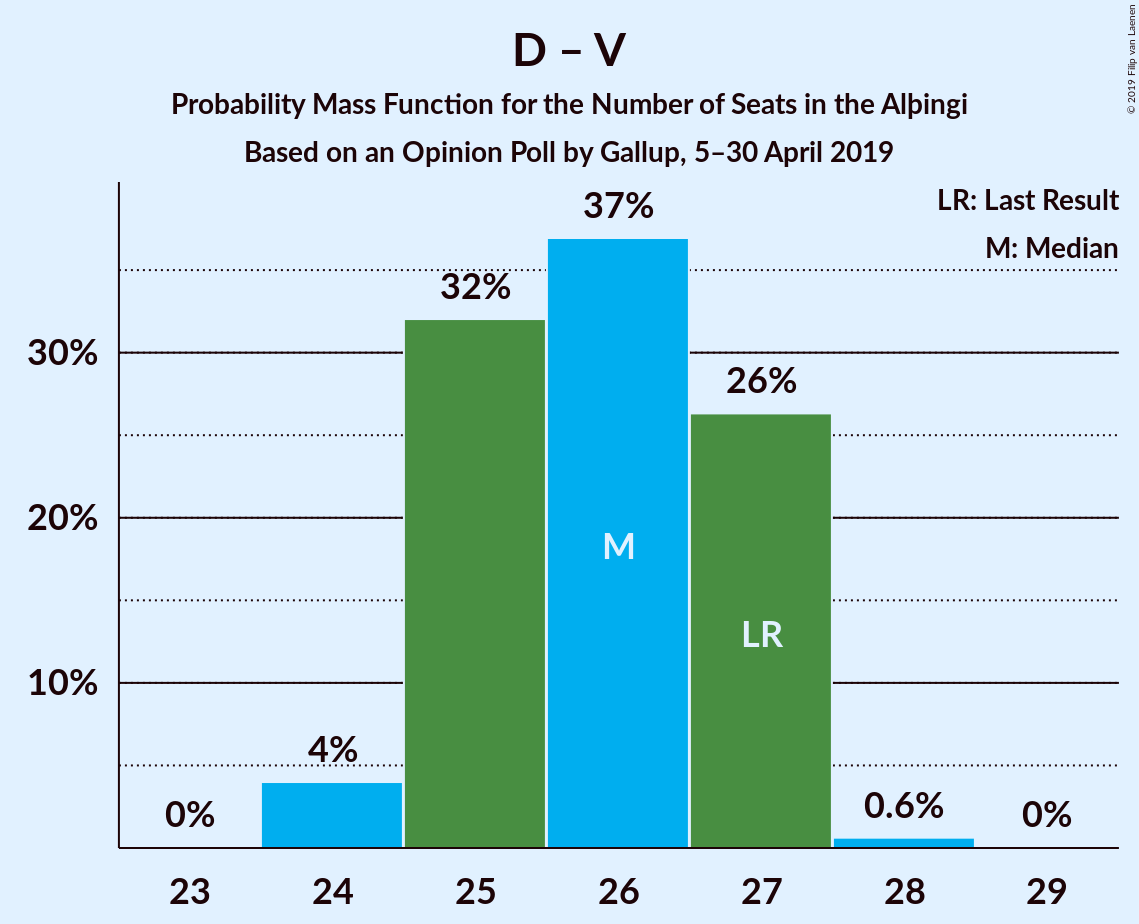 D – V
Probability Mass Function for the Number of Seats in the Alþingi
Based on an Opinion Poll by Gallup, 5–30 April 2019
© 2019 Filip van Laenen
LR: Last Result
M: Median
37%
32%
30%
26%
20%
M
LR
10%
4%
0%
0.6%
0%
23
24
25
26
27
28
29